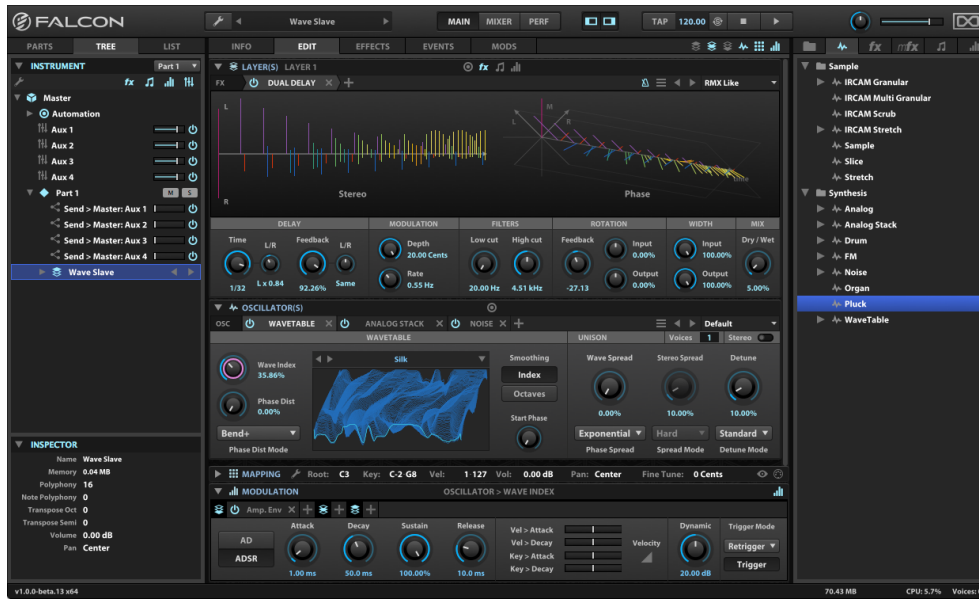 FALCON
Wave Slave
MAIN MIXER PERF
TAP 120.00
PARTS TREE LIST
INFO EDIT EFFECTS EVENTS MODS
fx mfx
INSTRUMENT Part 1
fx
Master
Automation
Aux 1
Aux 2
Aux 3
Aux 4
Part 1 M S
Send > Master: Aux 1
Send > Master: Aux 2
Send > Master: Aux 3
Send > Master: Aux 4
Wave Slave
INSPECTOR
Name Wave Slave
Memory 0.04 MB
Polyphony 16
Note Polyphony 0
Transpose Oct 0
Transpose Semi 0
Volume 0.00 dB
Pan Center
LAYER(S) LAYER 1 fx
FX DUAL DELAY RMX Like
L
R
Stereo
M
L R
Phase
DELAY MODULATION FILTERS ROTATION WIDTH MIX
Time L/R Feedback L/R
1/32 L x 0.84 92.26% Same
Depth
20.00 Cents
Rate
0.55 Hz
Low cut High cut
20.00 Hz 4.51 kHz
Feedback
-27.13
Input
0.00%
Output
0.00%
Input
100.00%
Output
100.00%
Dry / Wet
5.00%
OSCILLATOR(S)
OSC WAVETABLE ANALOG STACK NOISE Default
WAVETABLE UNISON Voices 1 Stereo
Wave Index
35.86%
Phase Dist
0.00%
Bend+
Phase Dist Mode
Silk
Smoothing
Index
Octaves
Start Phase
Wave Spread Stereo Spread Detune
0.00% 10.00% 10.00%
Exponential Hard Standard
Phase Spread Spread Mode Detune Mode
MAPPING Root: C3 Key: C-2 G8 Vel: 1 127 Vol: 0.00 dB Pan: Center Fine Tune: 0 Cents
MODULATION OSCILLATOR > WAVE INDEX
Amp. Env
AD
ADSR
Attack Decay Sustain Release
1.00 ms 50.0 ms 100.00% 10.0 ms
Vel > Attack
Vel > Decay
Key > Attack
Key > Decay
Velocity
Dynamic
20.00 dB
Trigger Mode
Retrigger
Trigger
Sample
IRCAM Granular
IRCAM Multi Granular
IRCAM Scrub
IRCAM Stretch
Sample
Slice
Stretch
Synthesis
Analog
Analog Stack
Drum
FM
Noise
Organ
Pluck
WaveTable
v1.0.0-beta.13 x64 70.43 MB CPU: 5.7% Voices: